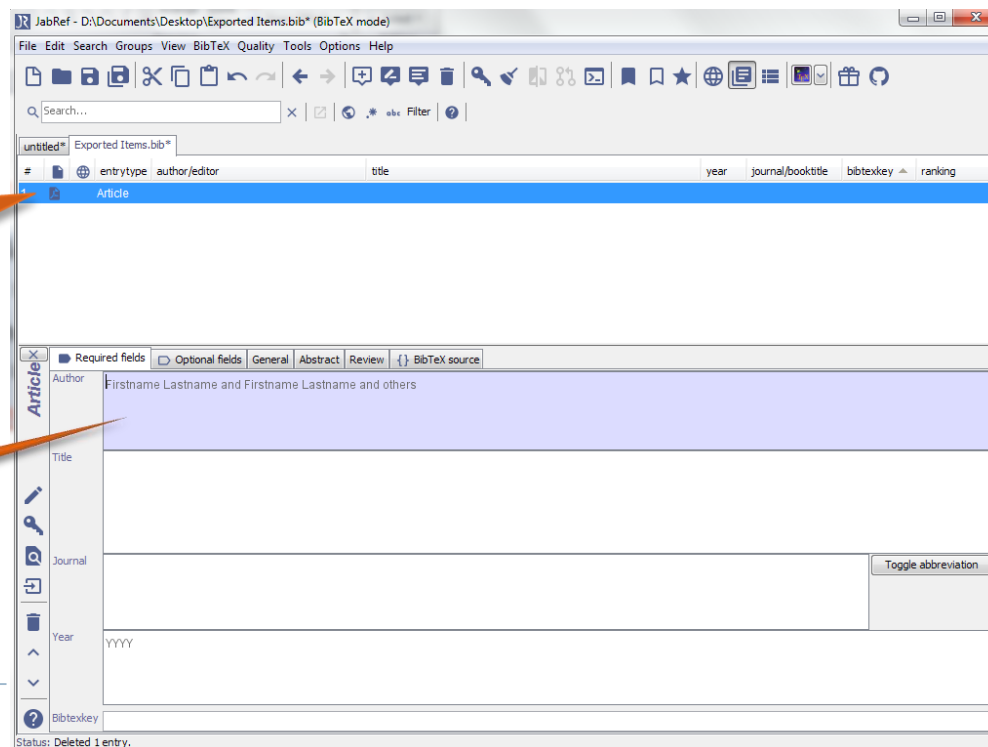 JabRef - D:\Documents\Desktop\Exported Items.bib* (BibTeX mode)
File Edit Search Groups View BibTeX Quality Tools Options Help
Search... abc Filter
untitled* Exported Items.bib*
# entrytype author/editor title year journal/booktitle bibtexkey ranking
Article
Required fields Optional fields General Abstract Review {} BibTeX source
Article
Author Firstname Lastname and Firstname Lastname and others
Title
Journal Toggle abbreviation
Year YYYY
Bibtexkey
Status: Deleted 1 entry.